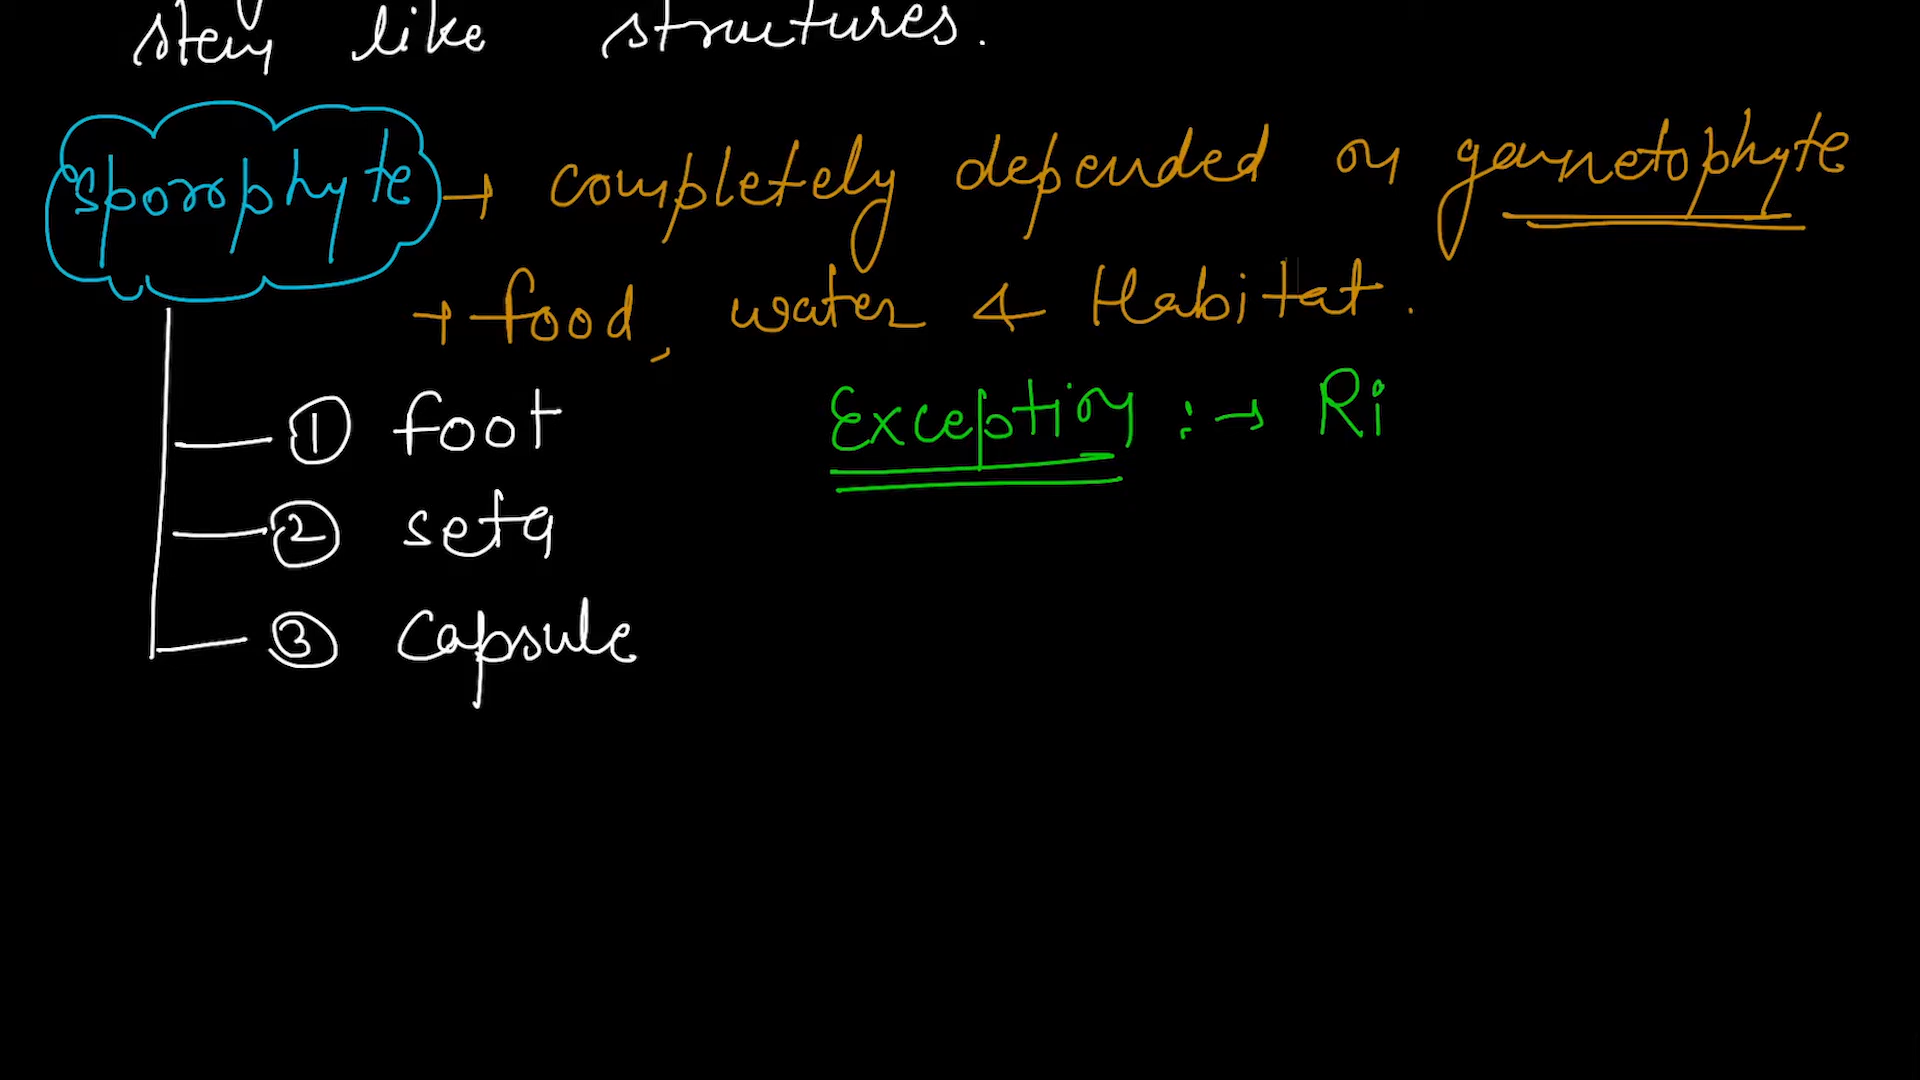 stem like structures.
sporophyte → completely depended on gametophyte
→ food, water & Habitat.
① foot
Exception :→ Ri
② seta
③ capsule